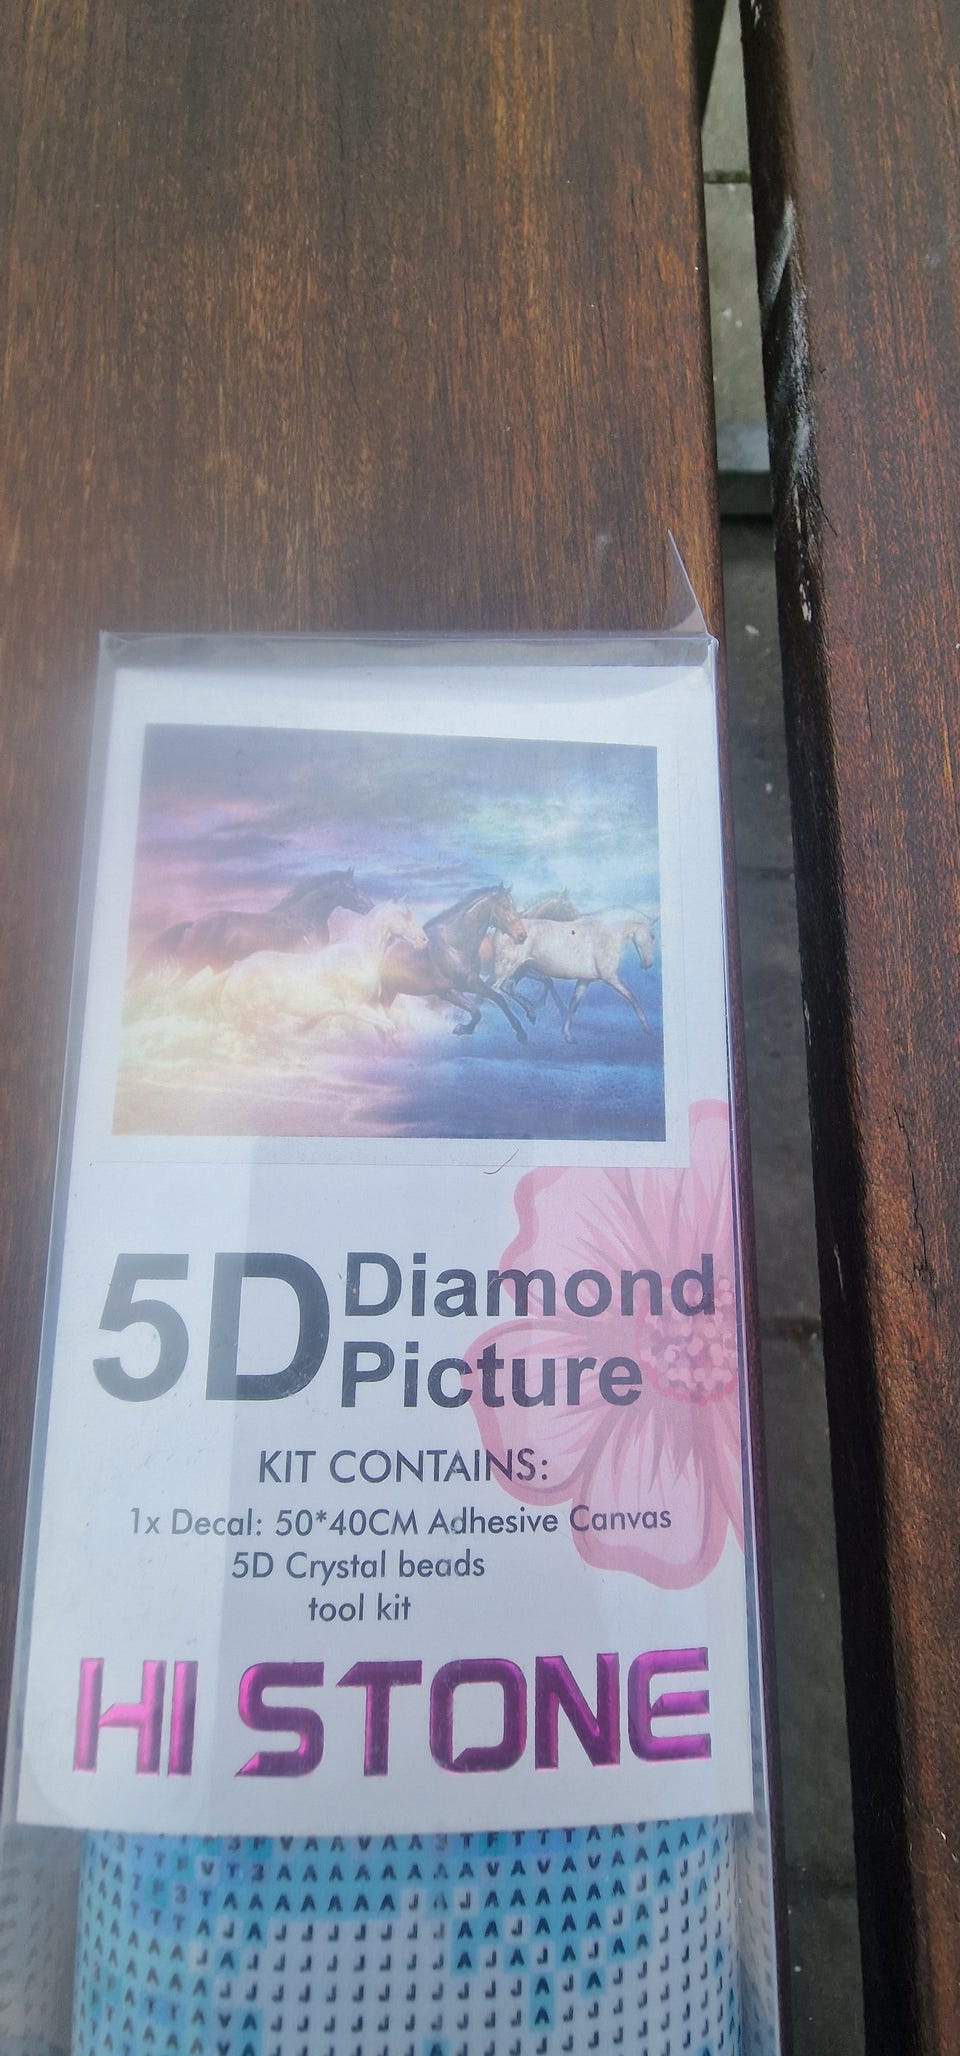 5D Diamond
Picture
KIT CONTAINS:
1x Decal: 50*40CM Adhesive Canvas
5D Crystal beads
tool kit
HI STONE